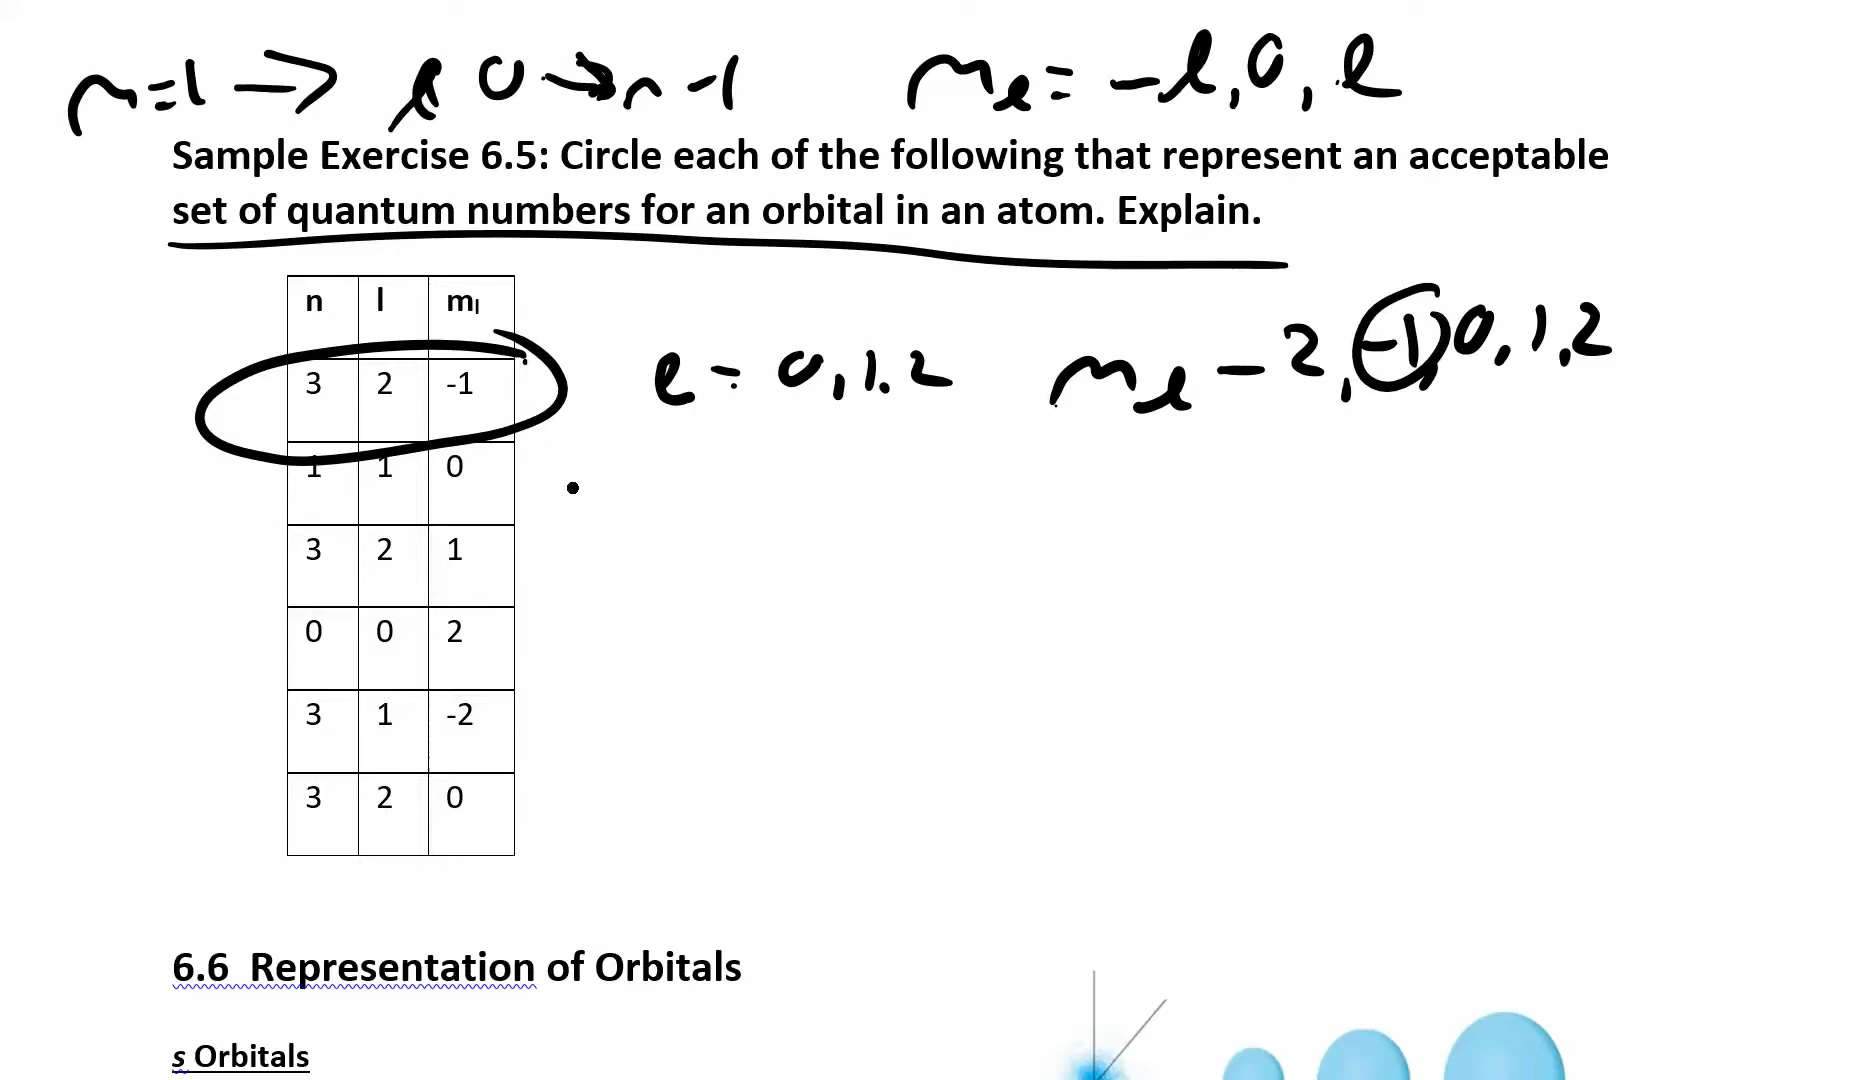 n=1 → l 0 → n-1 mₗ = -l, 0, l
Sample Exercise 6.5: Circle each of the following that represent an acceptable
set of quantum numbers for an orbital in an atom. Explain.
n l mₗ
3 2 -1 l = 0, 1, 2 mₗ -2, -1, 0, 1, 2
1 1 0
3 2 1
0 0 2
3 1 -2
3 2 0
6.6 Representation of Orbitals
s Orbitals